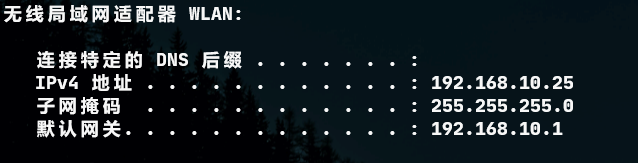 无线局域网适配器 WLAN:
连接特定的 DNS 后缀 . . . . . . . :
IPv4 地址 . . . . . . . . . . . . : 192.168.10.25
子网掩码 . . . . . . . . . . . . : 255.255.255.0
默认网关. . . . . . . . . . . . . : 192.168.10.1